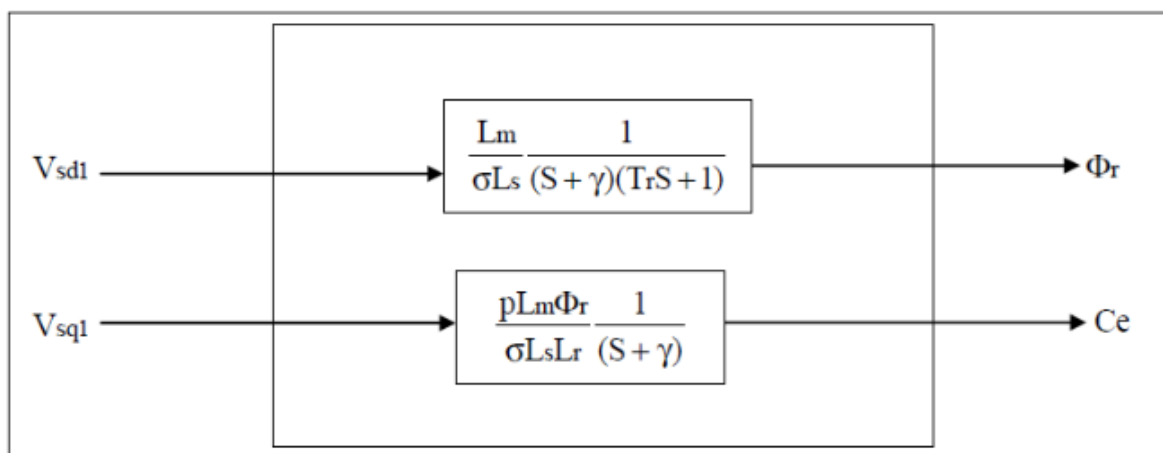 Vsd1
Lm 1
σLs (S + γ)(TrS + 1)
Φr
Vsq1
pLmΦr 1
σLsLr (S + γ)
Ce